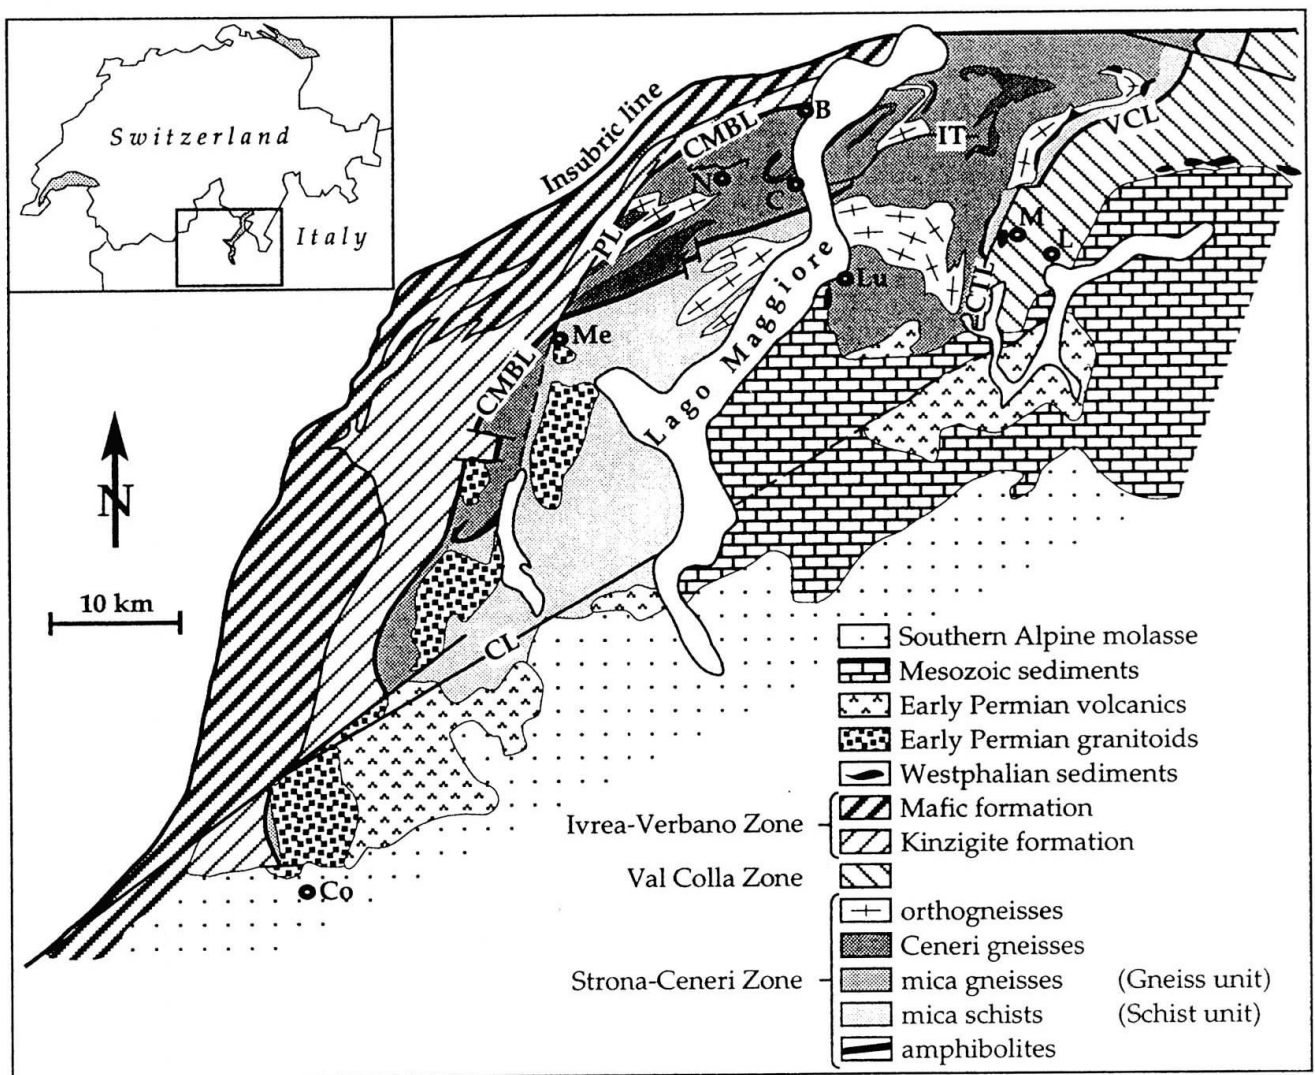 Switzerland
Italy
Insubric line
CMBL
B
VCL
IT
N
C
PL
M
L
CTL
Lu
Lago Maggiore
Me
CMBL
N
10 km
CL
Co
Southern Alpine molasse
Mesozoic sediments
Early Permian volcanics
Early Permian granitoids
Westphalian sediments
Ivrea-Verbano Zone
Mafic formation
Kinzigite formation
Val Colla Zone
Strona-Ceneri Zone
orthogneisses
Ceneri gneisses
mica gneisses (Gneiss unit)
mica schists (Schist unit)
amphibolites